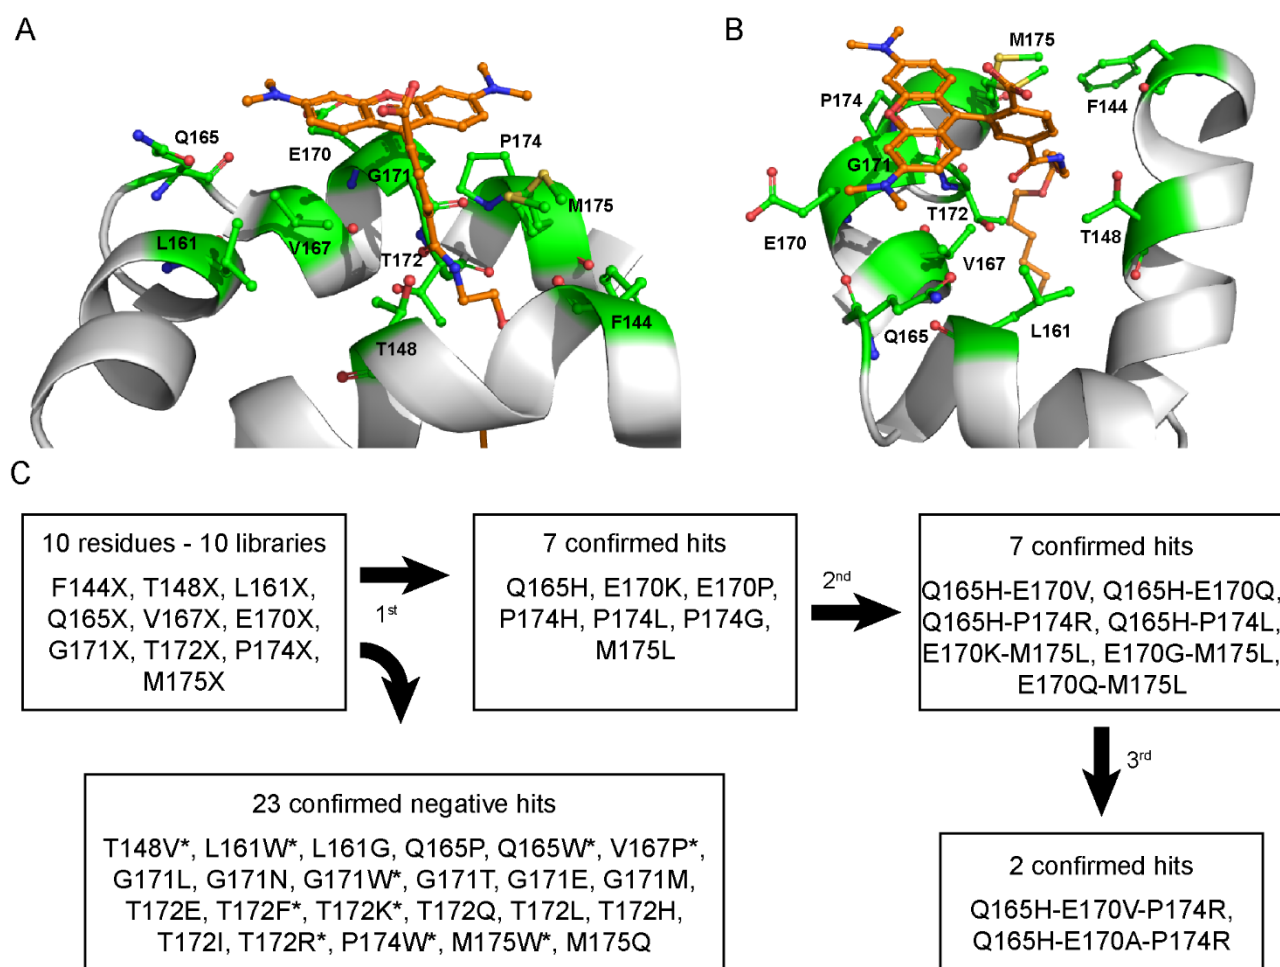 A
Q165
E170
G171
P174
M175
L161
V167
T172
T148
F144
B
M175
P174
F144
G171
E170
T172
T148
V167
Q165
L161
C
10 residues - 10 libraries
F144X, T148X, L161X,
Q165X, V167X, E170X,
G171X, T172X, P174X,
M175X
1st
7 confirmed hits
Q165H, E170K, E170P,
P174H, P174L, P174G,
M175L
2nd
7 confirmed hits
Q165H-E170V, Q165H-E170Q,
Q165H-P174R, Q165H-P174L,
E170K-M175L, E170G-M175L,
E170Q-M175L
3rd
23 confirmed negative hits
T148V*, L161W*, L161G, Q165P, Q165W*, V167P*,
G171L, G171N, G171W*, G171T, G171E, G171M,
T172E, T172F*, T172K*, T172Q, T172L, T172H,
T172I, T172R*, P174W*, M175W*, M175Q
2 confirmed hits
Q165H-E170V-P174R,
Q165H-E170A-P174R